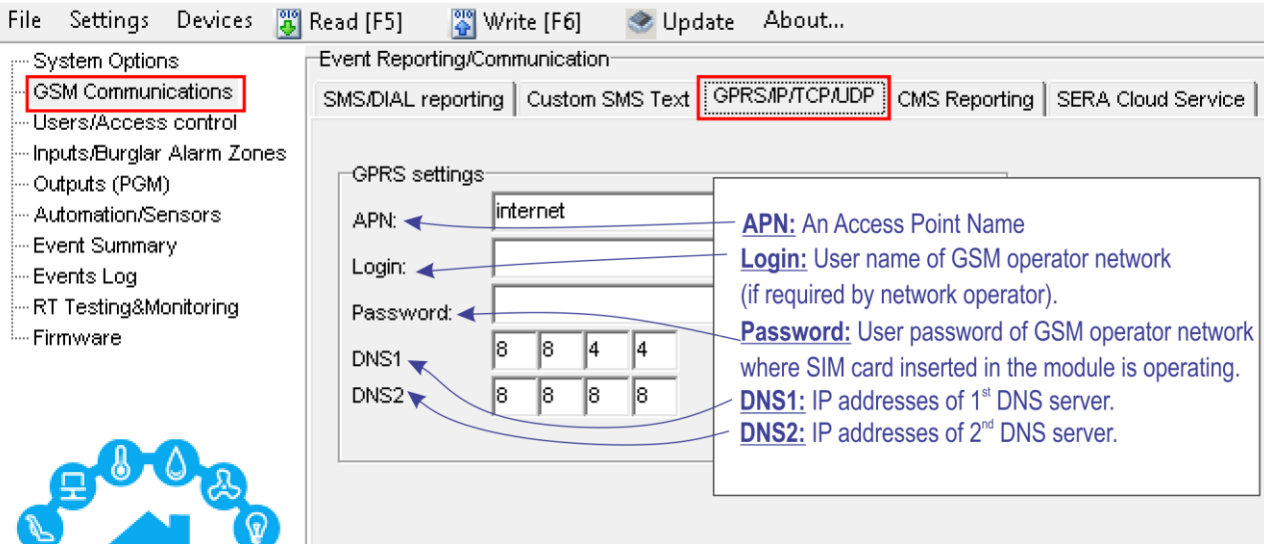 File Settings Devices Read [F5] Write [F6] Update About...
System Options
GSM Communications
Users/Access control
Inputs/Burglar Alarm Zones
Outputs (PGM)
Automation/Sensors
Event Summary
Events Log
RT Testing&Monitoring
Firmware
Event Reporting/Communication
SMS/DIAL reporting Custom SMS Text GPRS/IP/TCP/UDP CMS Reporting SERA Cloud Service
GPRS settings
APN: internet
Login:
Password:
DNS1 8 8 4 4
DNS2 8 8 8 8
APN: An Access Point Name
Login: User name of GSM operator network
(if required by network operator).
Password: User password of GSM operator network
where SIM card inserted in the module is operating.
DNS1: IP addresses of 1st DNS server.
DNS2: IP addresses of 2nd DNS server.